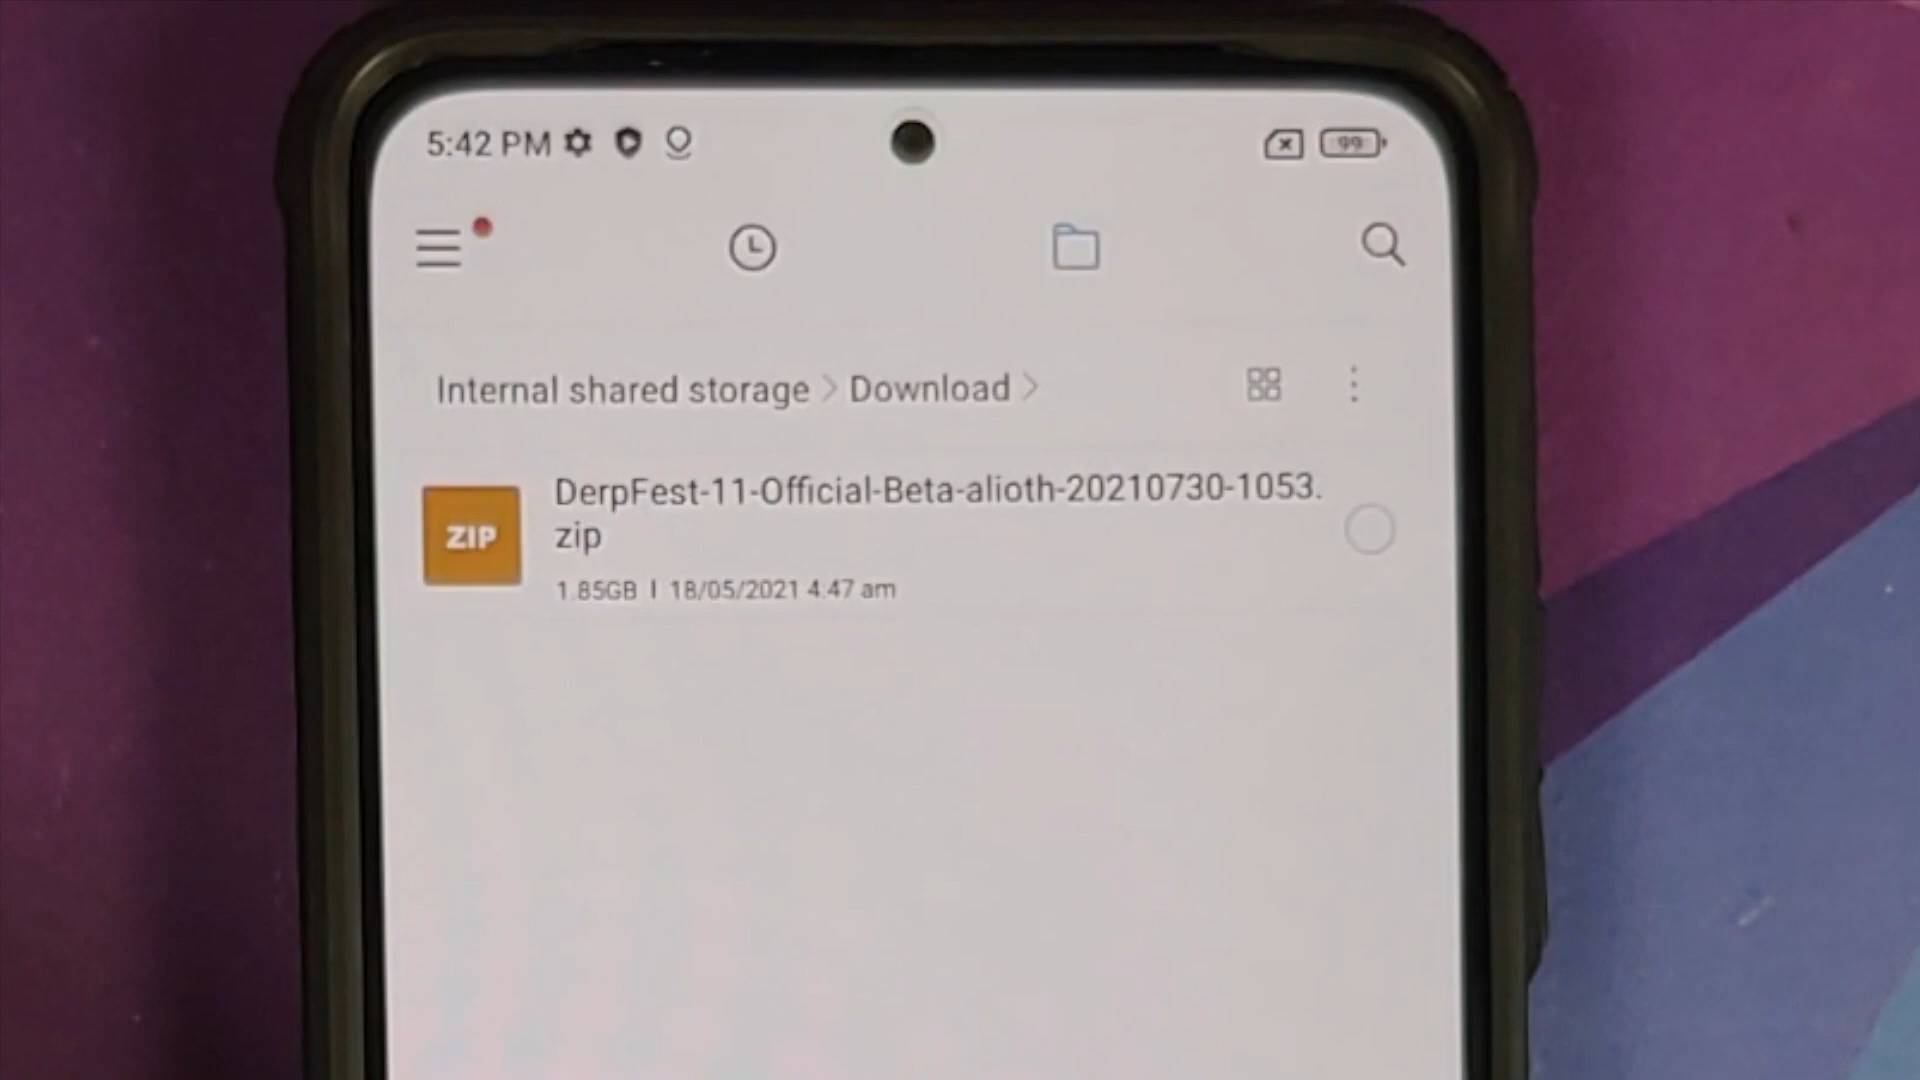 5:42 PM
99
Internal shared storage > Download >
DerpFest-11-Official-Beta-alioth-20210730-1053.
zip
ZIP
1.85GB | 18/05/2021 4.47 am